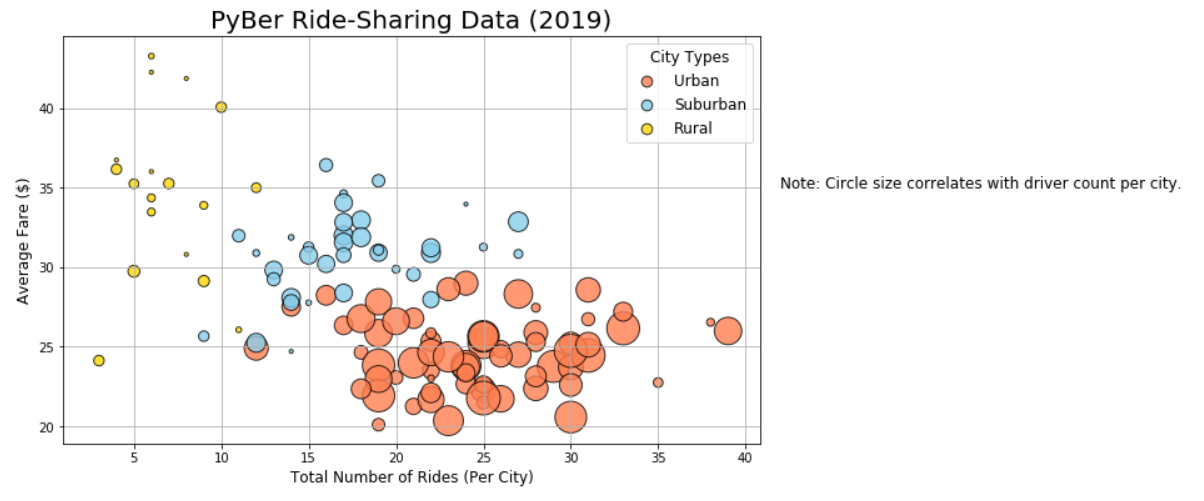 PyBer Ride-Sharing Data (2019)
City Types
Urban
Suburban
Rural
Note: Circle size correlates with driver count per city.
Average Fare ($)
40
35
30
25
20
5 10 15 20 25 30 35 40
Total Number of Rides (Per City)